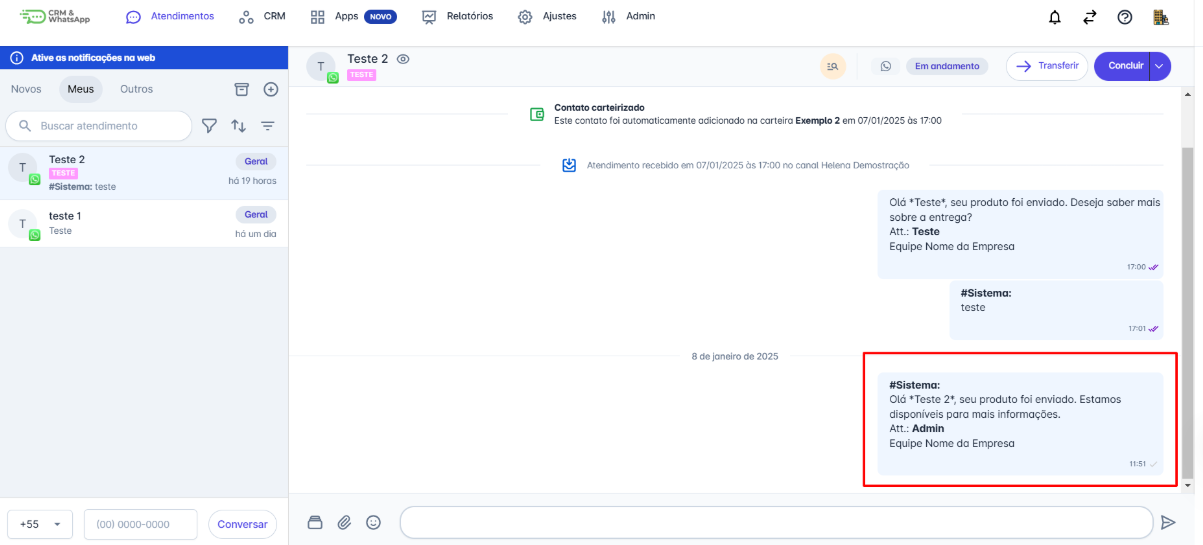 CRM &
WhatsApp
Atendimentos
CRM
Apps NOVO
Relatórios
Ajustes
Admin
Ative as notificações na web
Novos
Meus
Outros
Buscar atendimento
T
Teste 2
Geral
TESTE
#Sistema: teste
há 19 horas
T
teste 1
Geral
Teste
há um dia
+55
(00) 0000-0000
Conversar
T
Teste 2
TESTE
Em andamento
Transferir
Concluir
Contato carteirizado
Este contato foi automaticamente adicionado na carteira Exemplo 2 em 07/01/2025 às 17:00
Atendimento recebido em 07/01/2025 às 17:00 no canal Helena Demostração
Olá *Teste*, seu produto foi enviado. Deseja saber mais
sobre a entrega?
Att.: Teste
Equipe Nome da Empresa
17:00
#Sistema:
teste
17:01
8 de janeiro de 2025
#Sistema:
Olá *Teste 2*, seu produto foi enviado. Estamos
disponíveis para mais informações.
Att.: Admin
Equipe Nome da Empresa
11:51